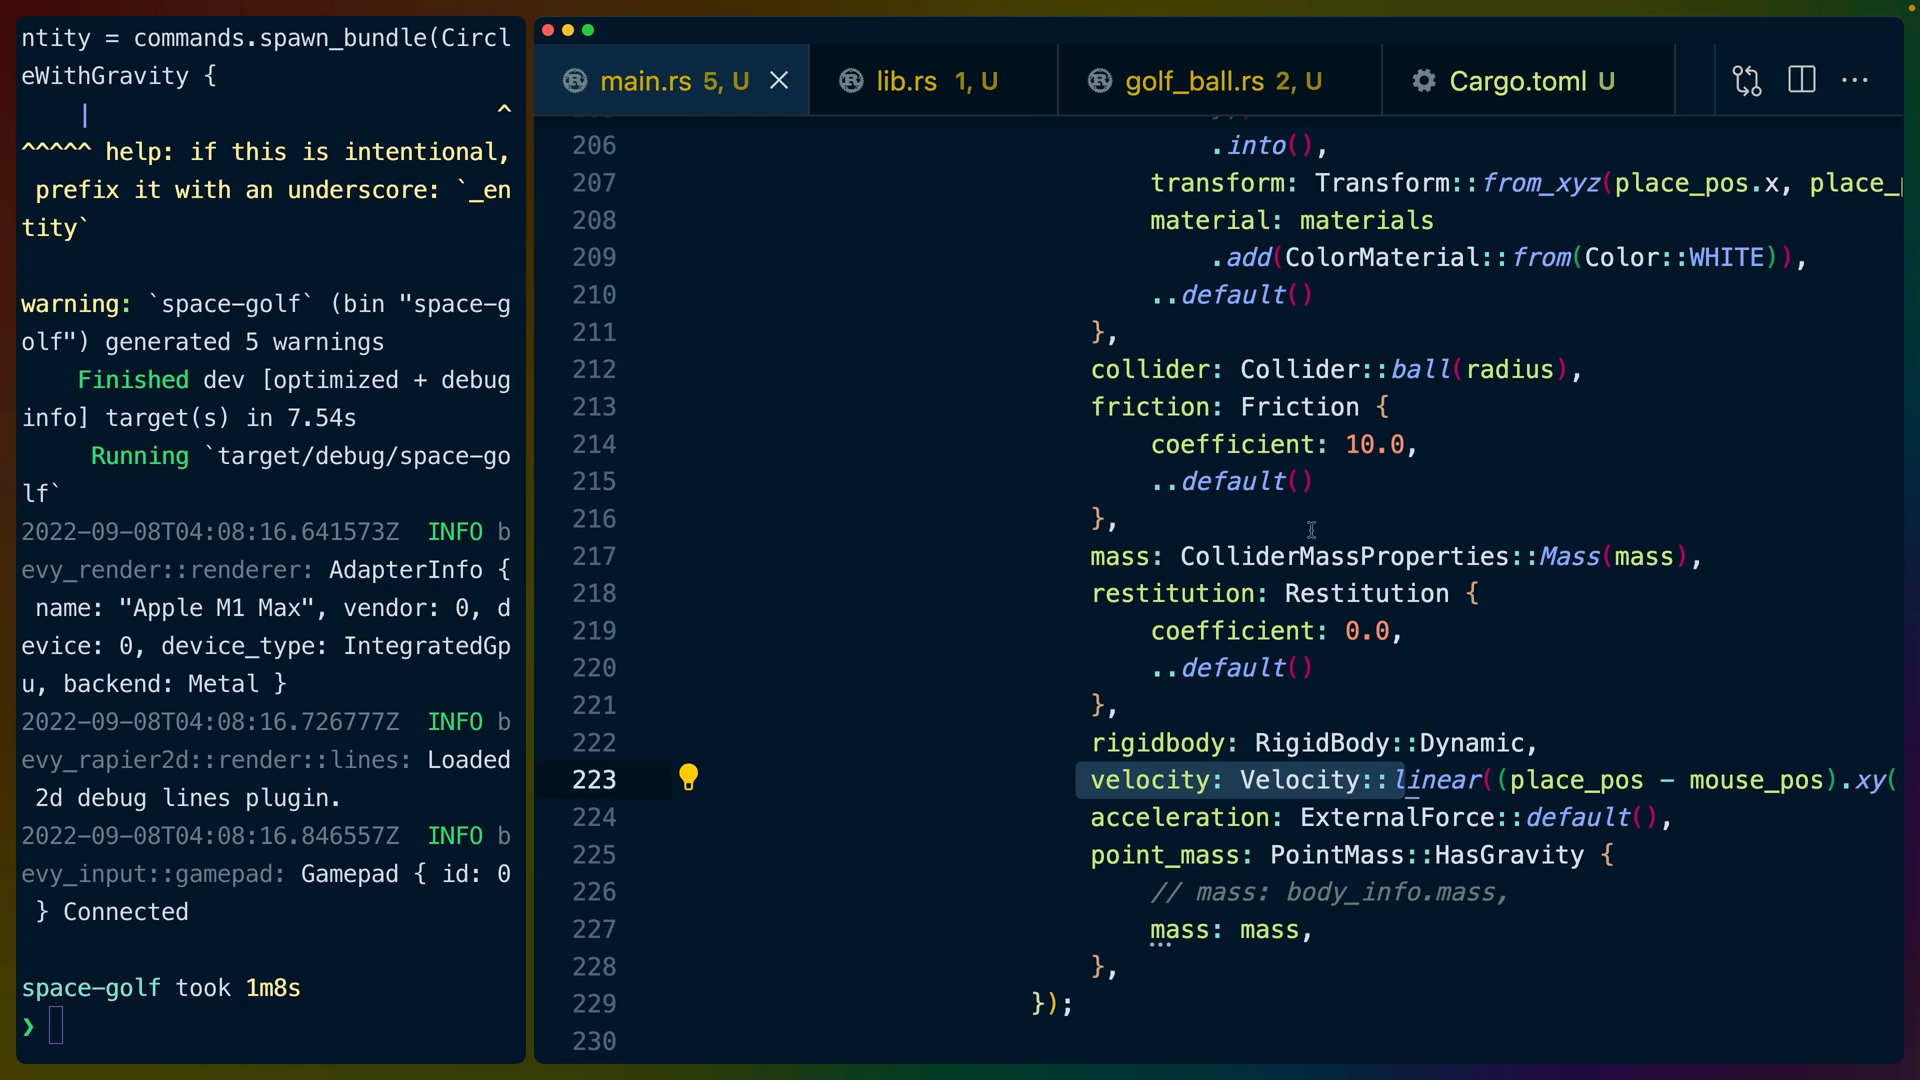 ntity = commands.spawn_bundle(Circl
eWithGravity {
    |                              ^
^^^^^ help: if this is intentional,
 prefix it with an underscore: `_en
tity`
warning: `space-golf` (bin "space-g
olf") generated 5 warnings
    Finished dev [optimized + debug
info] target(s) in 7.54s
     Running `target/debug/space-go
lf`
2022-09-08T04:08:16.641573Z  INFO b
evy_render::renderer: AdapterInfo {
 name: "Apple M1 Max", vendor: 0, d
evice: 0, device_type: IntegratedGp
u, backend: Metal }
2022-09-08T04:08:16.726777Z  INFO b
evy_rapier2d::render::lines: Loaded
 2d debug lines plugin.
2022-09-08T04:08:16.846557Z  INFO b
evy_input::gamepad: Gamepad { id: 0
 } Connected
space-golf took 1m8s
❯
main.rs 5, U
lib.rs 1, U
golf_ball.rs 2, U
Cargo.toml U
206 .into(),
207 transform: Transform::from_xyz(place_pos.x, place_
208 material: materials
209 .add(ColorMaterial::from(Color::WHITE)),
210 ..default()
211 },
212 collider: Collider::ball(radius),
213 friction: Friction {
214 coefficient: 10.0,
215 ..default()
216 },
217 mass: ColliderMassProperties::Mass(mass),
218 restitution: Restitution {
219 coefficient: 0.0,
220 ..default()
221 },
222 rigidbody: RigidBody::Dynamic,
223 velocity: Velocity::linear((place_pos - mouse_pos).xy(
224 acceleration: ExternalForce::default(),
225 point_mass: PointMass::HasGravity {
226 // mass: body_info.mass,
227 mass: mass,
228 },
229 });
230